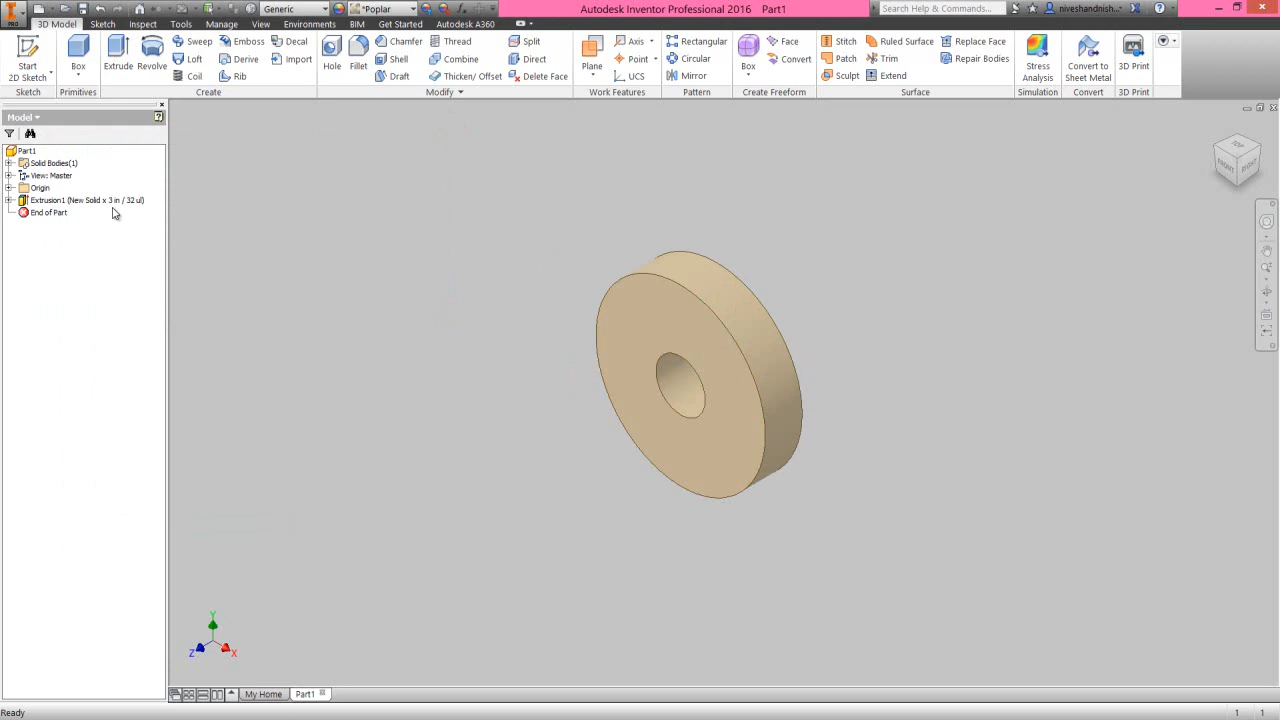 Generic
*Poplar
Autodesk Inventor Professional 2016 Part1
Search Help & Commands...
niveshandnish...
PRO
3D Model Sketch Inspect Tools Manage View Environments BIM Get Started Autodesk A360
Start
2D Sketch
Box
Extrude
Revolve
Sweep
Loft
Coil
Emboss
Derive
Rib
Decal
Import
Hole
Fillet
Chamfer
Shell
Draft
Thread
Combine
Thicken/ Offset
Split
Direct
Delete Face
Plane
Axis
Point
UCS
Rectangular
Circular
Mirror
Box
Face
Convert
Stitch
Patch
Sculpt
Ruled Surface
Trim
Extend
Replace Face
Repair Bodies
Stress
Analysis
Convert to
Sheet Metal
3D Print
Sketch Primitives Create Modify Work Features Pattern Create Freeform Surface Simulation Convert 3D Print
Model
Part1
Solid Bodies(1)
View: Master
Origin
Extrusion1 (New Solid x 3 in / 32 ul)
End of Part
TOP
FRONT
RIGHT
Y
Z
X
My Home
Part1
Ready
1
1